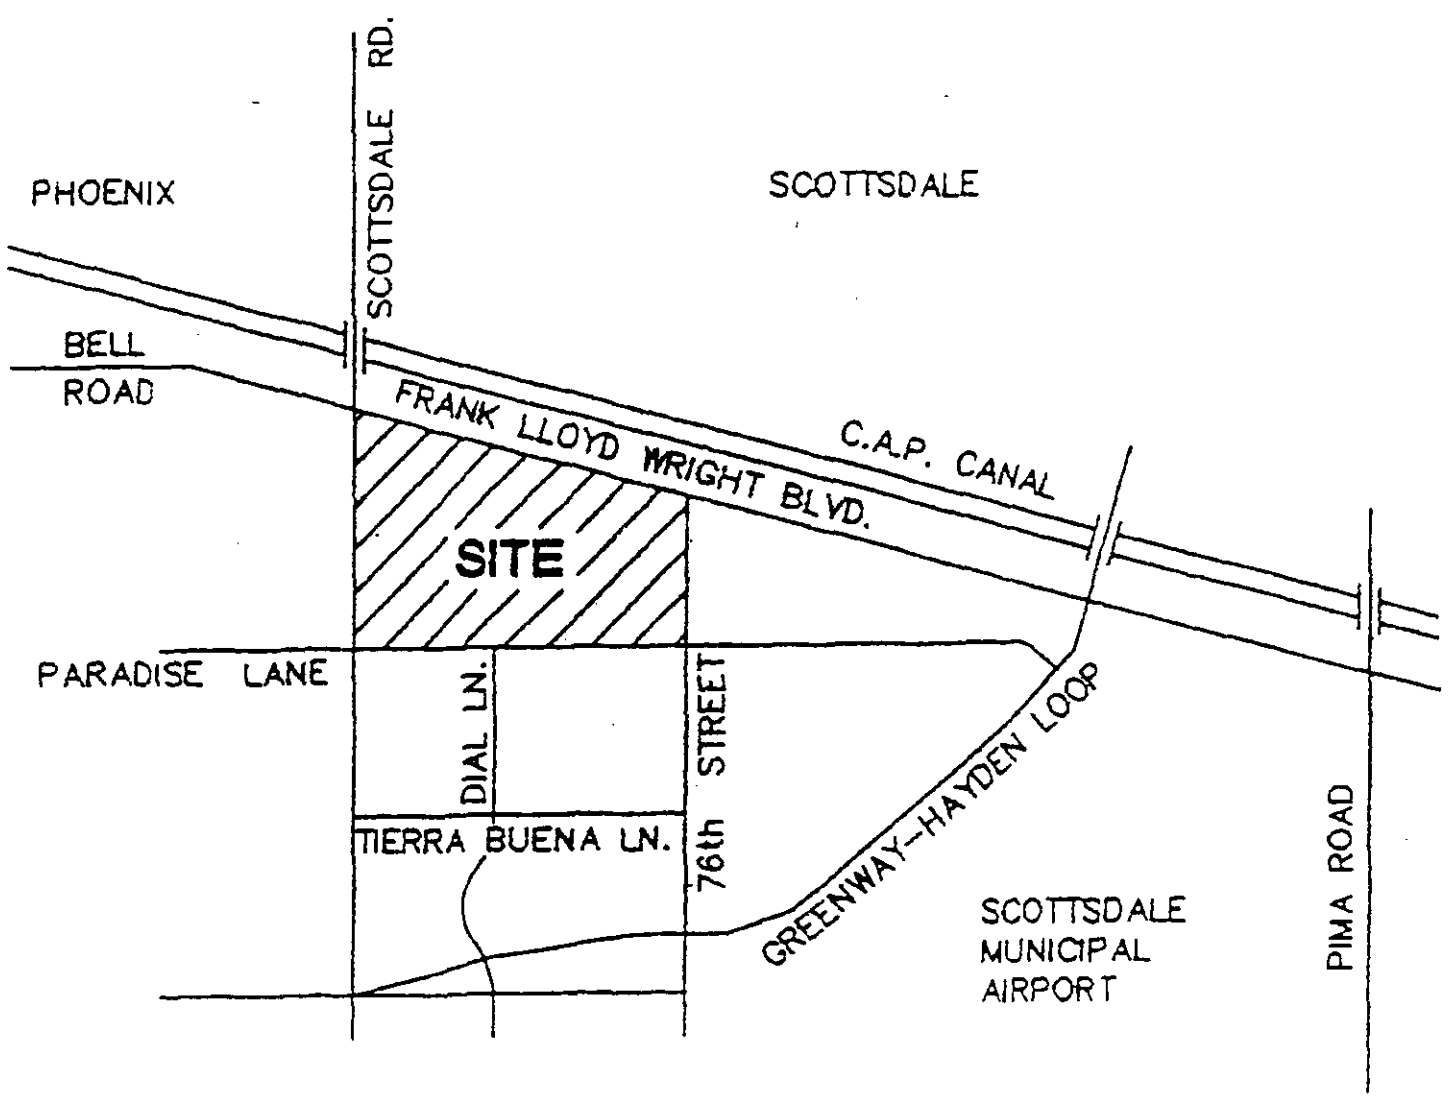 SCOTTSDALE RD.
PHOENIX
SCOTTSDALE
BELL
ROAD
FRANK LLOYD WRIGHT BLVD.
C.A.P. CANAL
SITE
PARADISE LANE
DIAL LN.
76th STREET
TIERRA BUENA LN.
GREENWAY-HAYDEN LOOP
SCOTTSDALE
MUNICIPAL
AIRPORT
PIMA ROAD